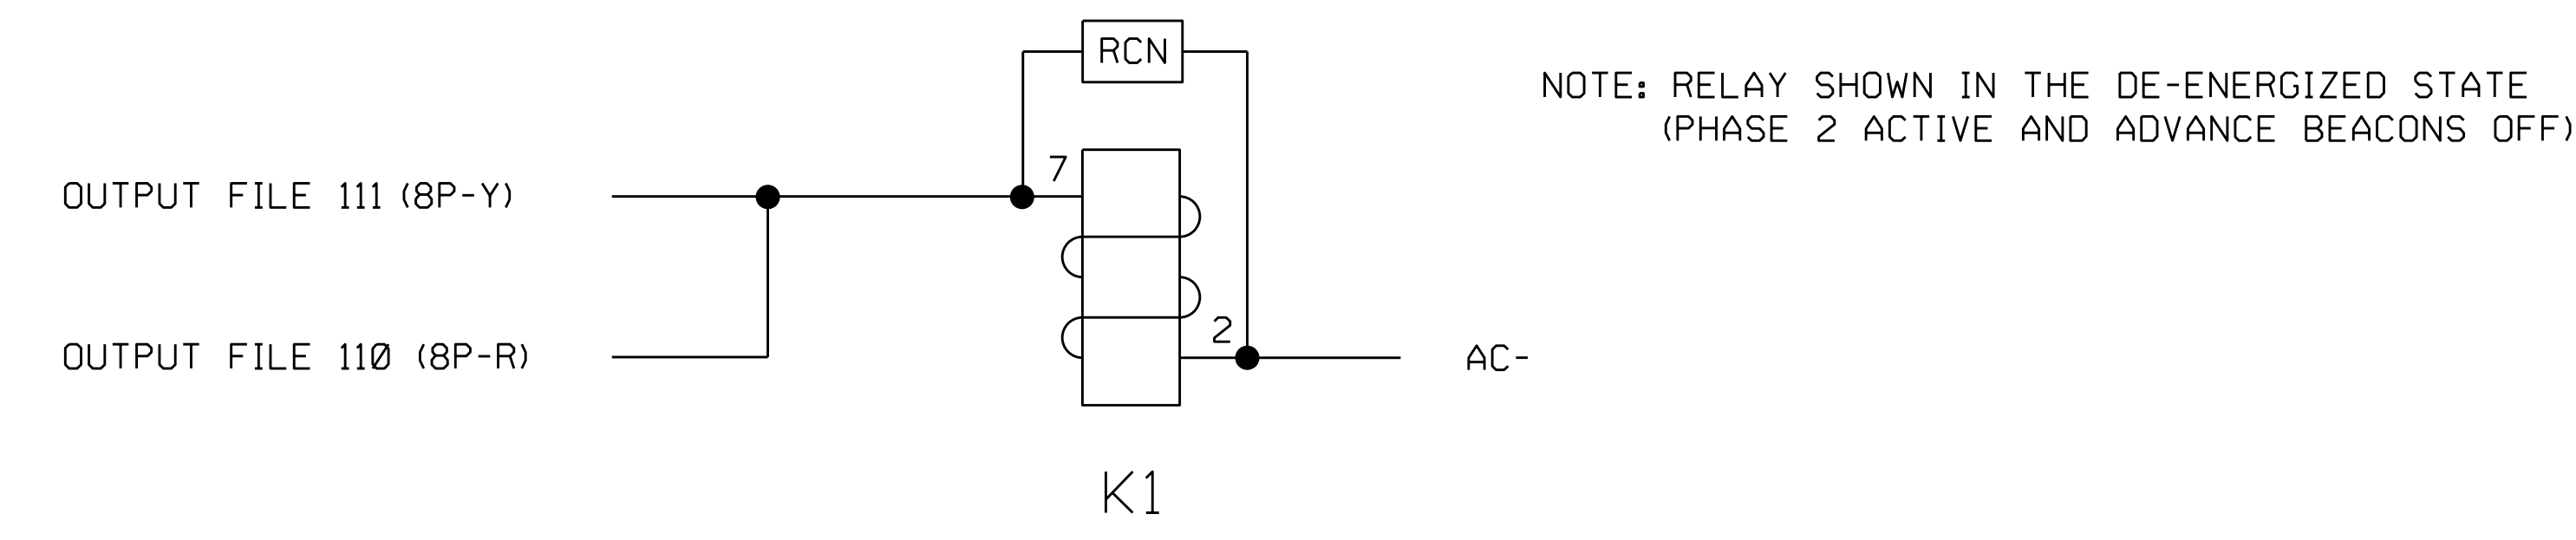 RCN
NOTE: RELAY SHOWN IN THE DE-ENERGIZED STATE
(PHASE 2 ACTIVE AND ADVANCE BEACONS OFF)
7
OUTPUT FILE 111 (8P-Y)
2
OUTPUT FILE 110 (8P-R)
AC-
K1